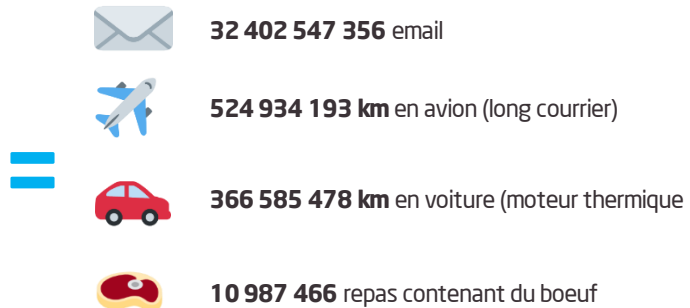 32 402 547 356 email
524 934 193 km en avion (long courrier)
366 585 478 km en voiture (moteur thermique
10 987 466 repas contenant du boeuf